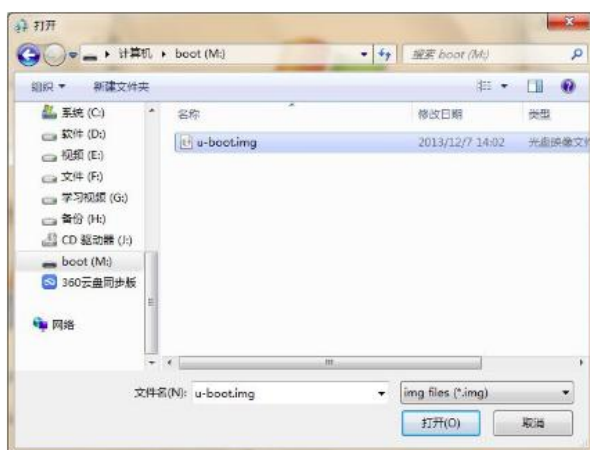 打开
计算机 boot (M:) 搜索 boot (M:)
组织 新建文件夹
名称 修改日期 类型
系统 (C:)
软件 (D:)
视频 (E:)
文件 (F:)
学习视频 (G:)
备份 (H:)
CD 驱动器 (J:)
boot (M:)
360云盘同步版
网络
u-boot.img 2013/12/7 14:02 光盘映像文件
文件名(N): u-boot.img img files (*.img)
打开(O) 取消